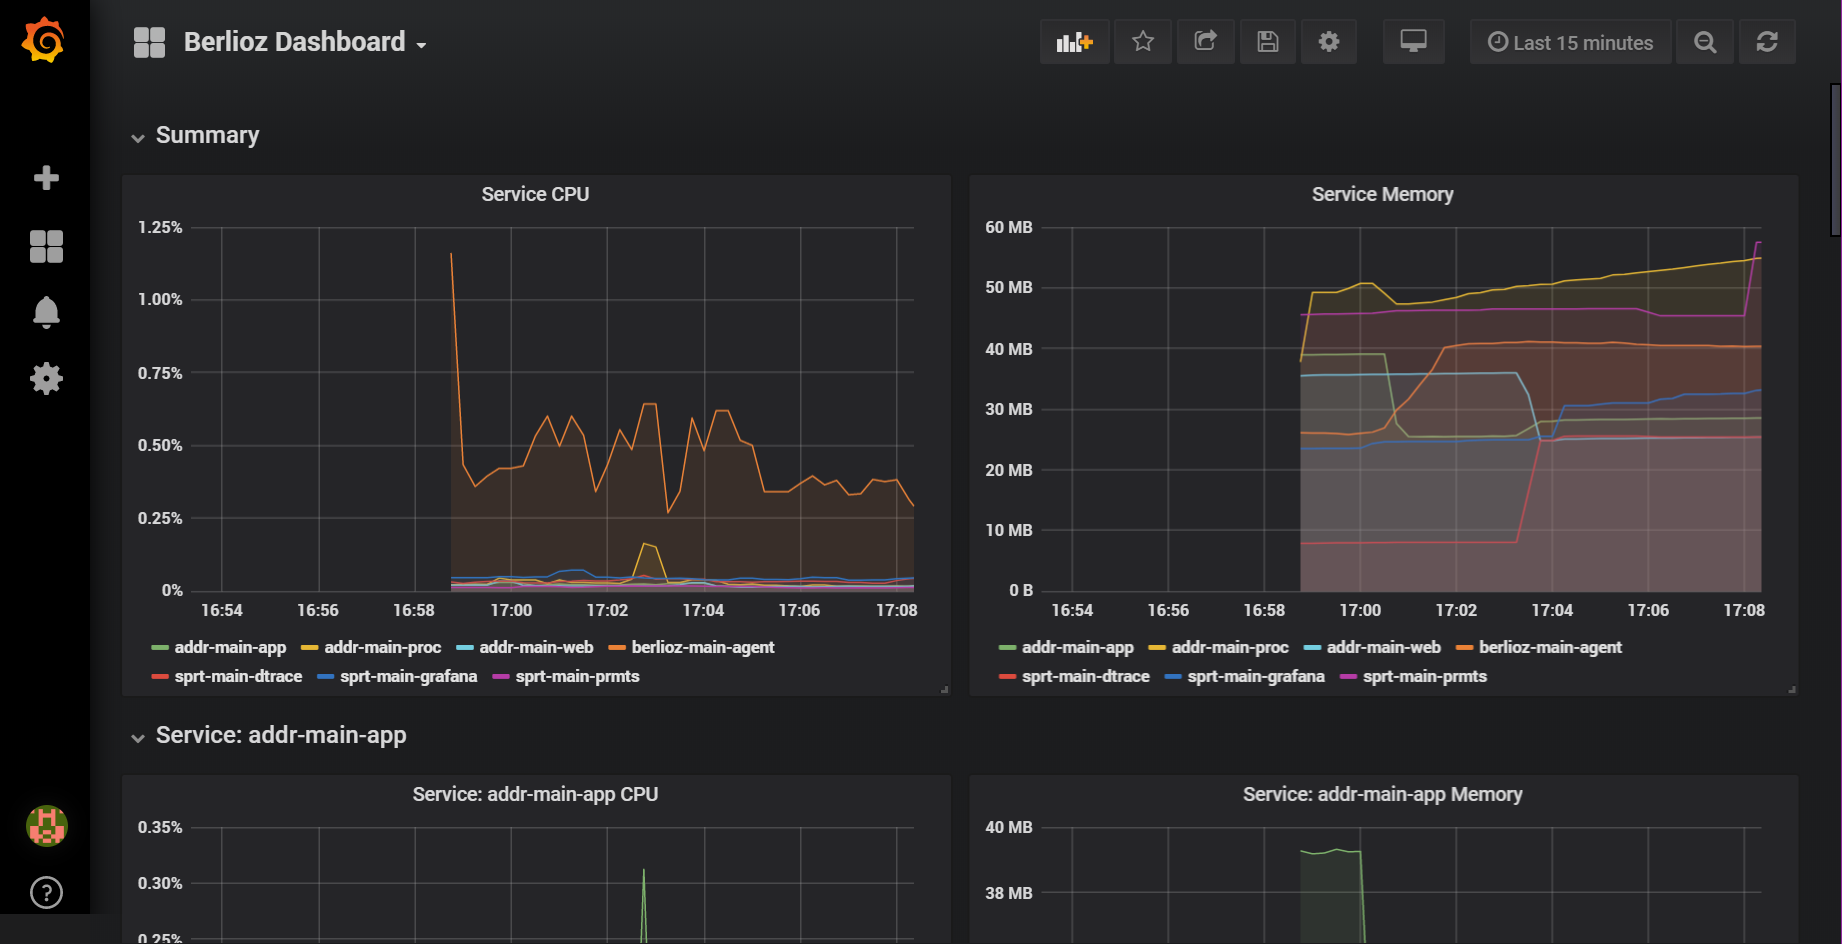 Berlioz Dashboard
Last 15 minutes
Summary
Service CPU
1.25%
1.00%
0.75%
0.50%
0.25%
0%
16:54 16:56 16:58 17:00 17:02 17:04 17:06 17:08
addr-main-app addr-main-proc addr-main-web berlioz-main-agent
sprt-main-dtrace sprt-main-grafana sprt-main-prmts
Service Memory
60 MB
50 MB
40 MB
30 MB
20 MB
10 MB
0 B
16:54 16:56 16:58 17:00 17:02 17:04 17:06 17:08
addr-main-app addr-main-proc addr-main-web berlioz-main-agent
sprt-main-dtrace sprt-main-grafana sprt-main-prmts
Service: addr-main-app
Service: addr-main-app CPU
0.35%
0.30%
0.25%
Service: addr-main-app Memory
40 MB
38 MB
?